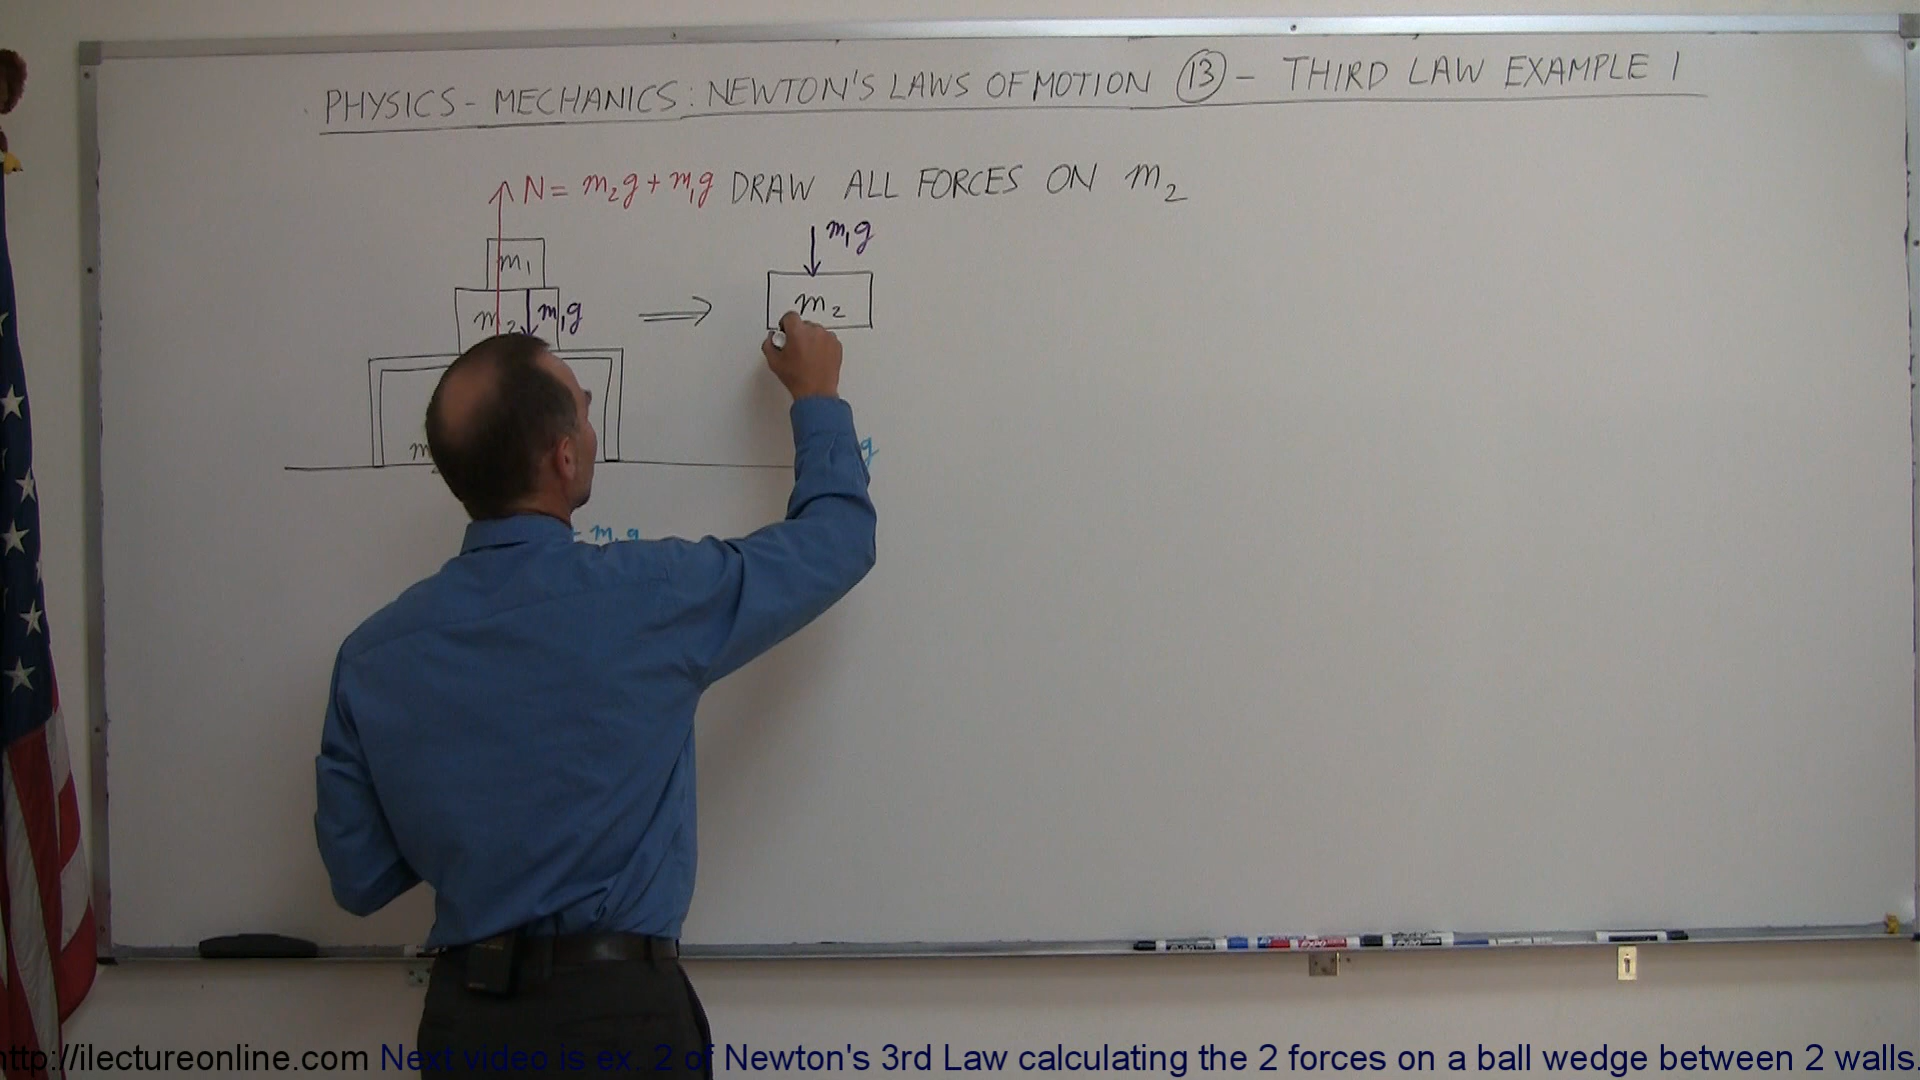 PHYSICS - MECHANICS: NEWTON'S LAWS OF MOTION 13 - THIRD LAW EXAMPLE 1
N = m₂g + m₁g DRAW ALL FORCES ON m₂
m₁g
m₁
m₂
m₁g
m₂
m
g
- m₁g
http://ilectureonline.com Next video is ex. 2 of Newton's 3rd Law calculating the 2 forces on a ball wedge between 2 walls.